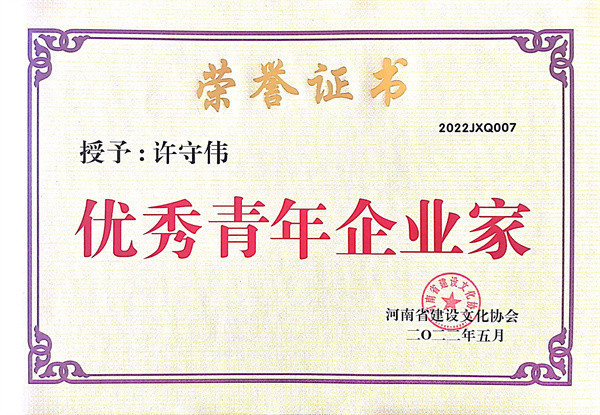 荣誉证书
2022JXQ007
授予:许守伟
优秀青年企业家
河南省建设文化协会
二〇二二年五月